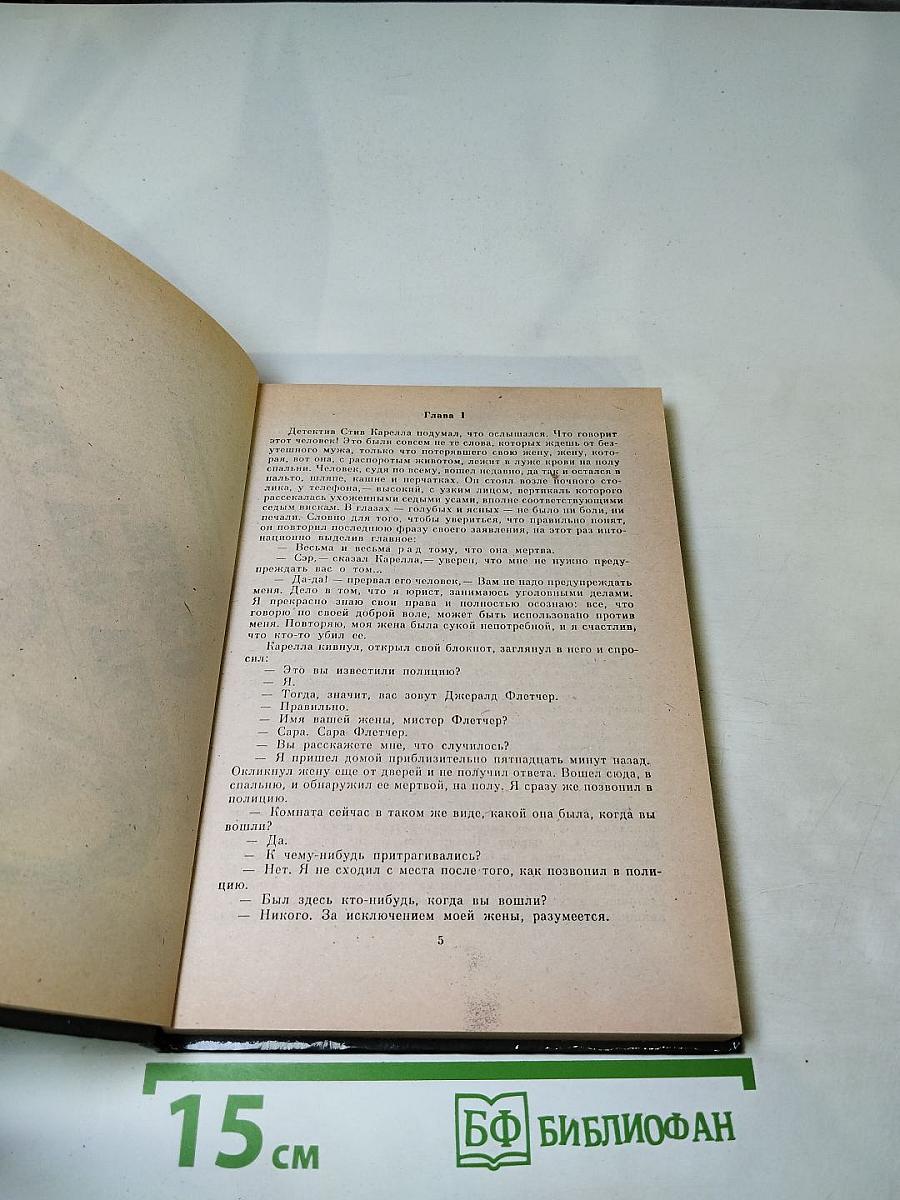 Глава 1
Детектив Стив Карелла подумал, что ослышался. Что говорит
этот человек! Это были совсем не те слова, которых ждешь от без-
утешного мужа, только что потерявшего свою жену, жену, кото-
рая, вот она, с распоротым животом, лежит в луже крови на полу
спальни. Человек, судя по всему, вошел недавно, да так и остался в
пальто, шляпе, кашне и перчатках. Он стоял возле ночного сто-
лика, у телефона,— высокий, с узким лицом, вертикаль которого
рассекалась ухоженными седыми усами, вполне соответствующими
седым вискам. В глазах — голубых и ясных — не было ни боли, ни
печали. Словно для того, чтобы увериться, что правильно понят,
он повторил последнюю фразу своего заявления, на этот раз инто-
национно выделив главное:
— Весьма и весьма рад тому, что она мертва.
— Сэр,— сказал Карелла,— уверен, что мне не нужно преду-
преждать вас о том...
— Да-да! — прервал его человек,— Вам не надо предупреждать
меня. Дело в том, что я юрист, занимаюсь уголовными делами.
Я прекрасно знаю свои права и полностью осознаю: все, что
говорю по своей доброй воле, может быть использовано против
меня. Повторяю, моя жена была сукой непотребной, и я счастлив,
что кто-то убил ее.
Карелла кивнул, открыл свой блокнот, заглянул в него и спро-
сил:
— Это вы известили полицию?
— Я.
— Тогда, значит, вас зовут Джералд Флетчер.
— Правильно.
— Имя вашей жены, мистер Флетчер?
— Сара. Сара Флетчер.
— Вы расскажете мне, что случилось?
— Я пришел домой приблизительно пятнадцать минут назад.
Окликнул жену еще от дверей и не получил ответа. Вошел сюда, в
спальню, и обнаружил ее мертвой, на полу. Я сразу же позвонил в
полицию.
— Комната сейчас в таком же виде, какой она была, когда вы
вошли?
— Да.
— К чему-нибудь притрагивались?
— Нет. Я не сходил с места после того, как позвонил в поли-
цию.
— Был здесь кто-нибудь, когда вы вошли?
— Никого. За исключением моей жены, разумеется.
5
15 см
БФ БИБЛИОФАН